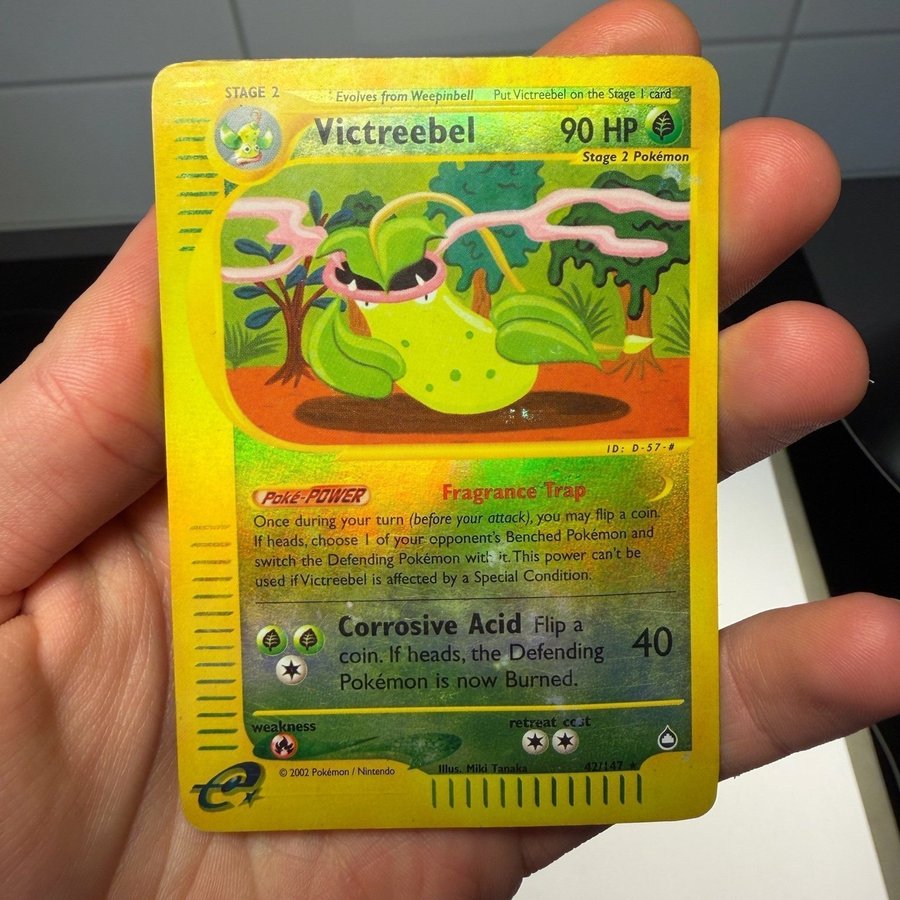 STAGE 2 Evolves from Weepinbell Put Victreebel on the Stage 1 card
Victreebel 90 HP
Stage 2 Pokémon
ID: D-57-#
Poké-POWER Fragrance Trap
Once during your turn (before your attack), you may flip a coin.
If heads, choose 1 of your opponent's Benched Pokémon and
switch the Defending Pokémon with it. This power can't be
used if Victreebel is affected by a Special Condition.
Corrosive Acid Flip a 40
coin. If heads, the Defending
Pokémon is now Burned.
weakness retreat cost
© 2002 Pokémon / Nintendo Illus. Miki Tanaka 42/147 ★
e